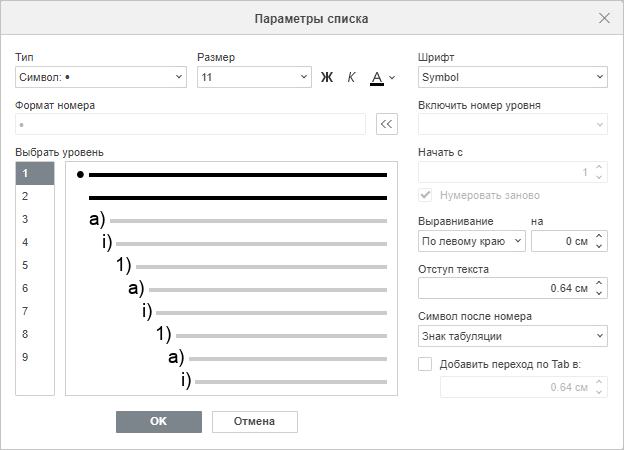 Параметры списка
Тип
Размер
Шрифт
Символ: •
11
Ж
К
А
Symbol
Формат номера
Включить номер уровня
•
Выбрать уровень
Начать с
1
1
2
3
4
5
6
7
8
9
•
a)
i)
1)
a)
i)
1)
a)
i)
Нумеровать заново
Выравнивание
на
По левому краю
0 см
Отступ текста
0.64 см
Символ после номера
Знак табуляции
Добавить переход по Tab в:
0.64 см
OK
Отмена